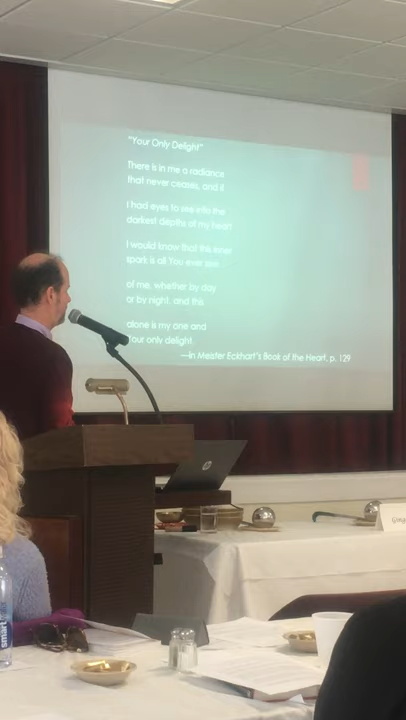 "Your Only Delight"
There is in me a radiance
that never ceases, and if
I had eyes to see into the
darkest depths of my heart
I would know that this inner
spark is all You ever see
of me, whether by day
or by night, and this
alone is my one and
Your only delight.
—in Meister Eckhart's Book of the Heart, p. 129
hp
smart